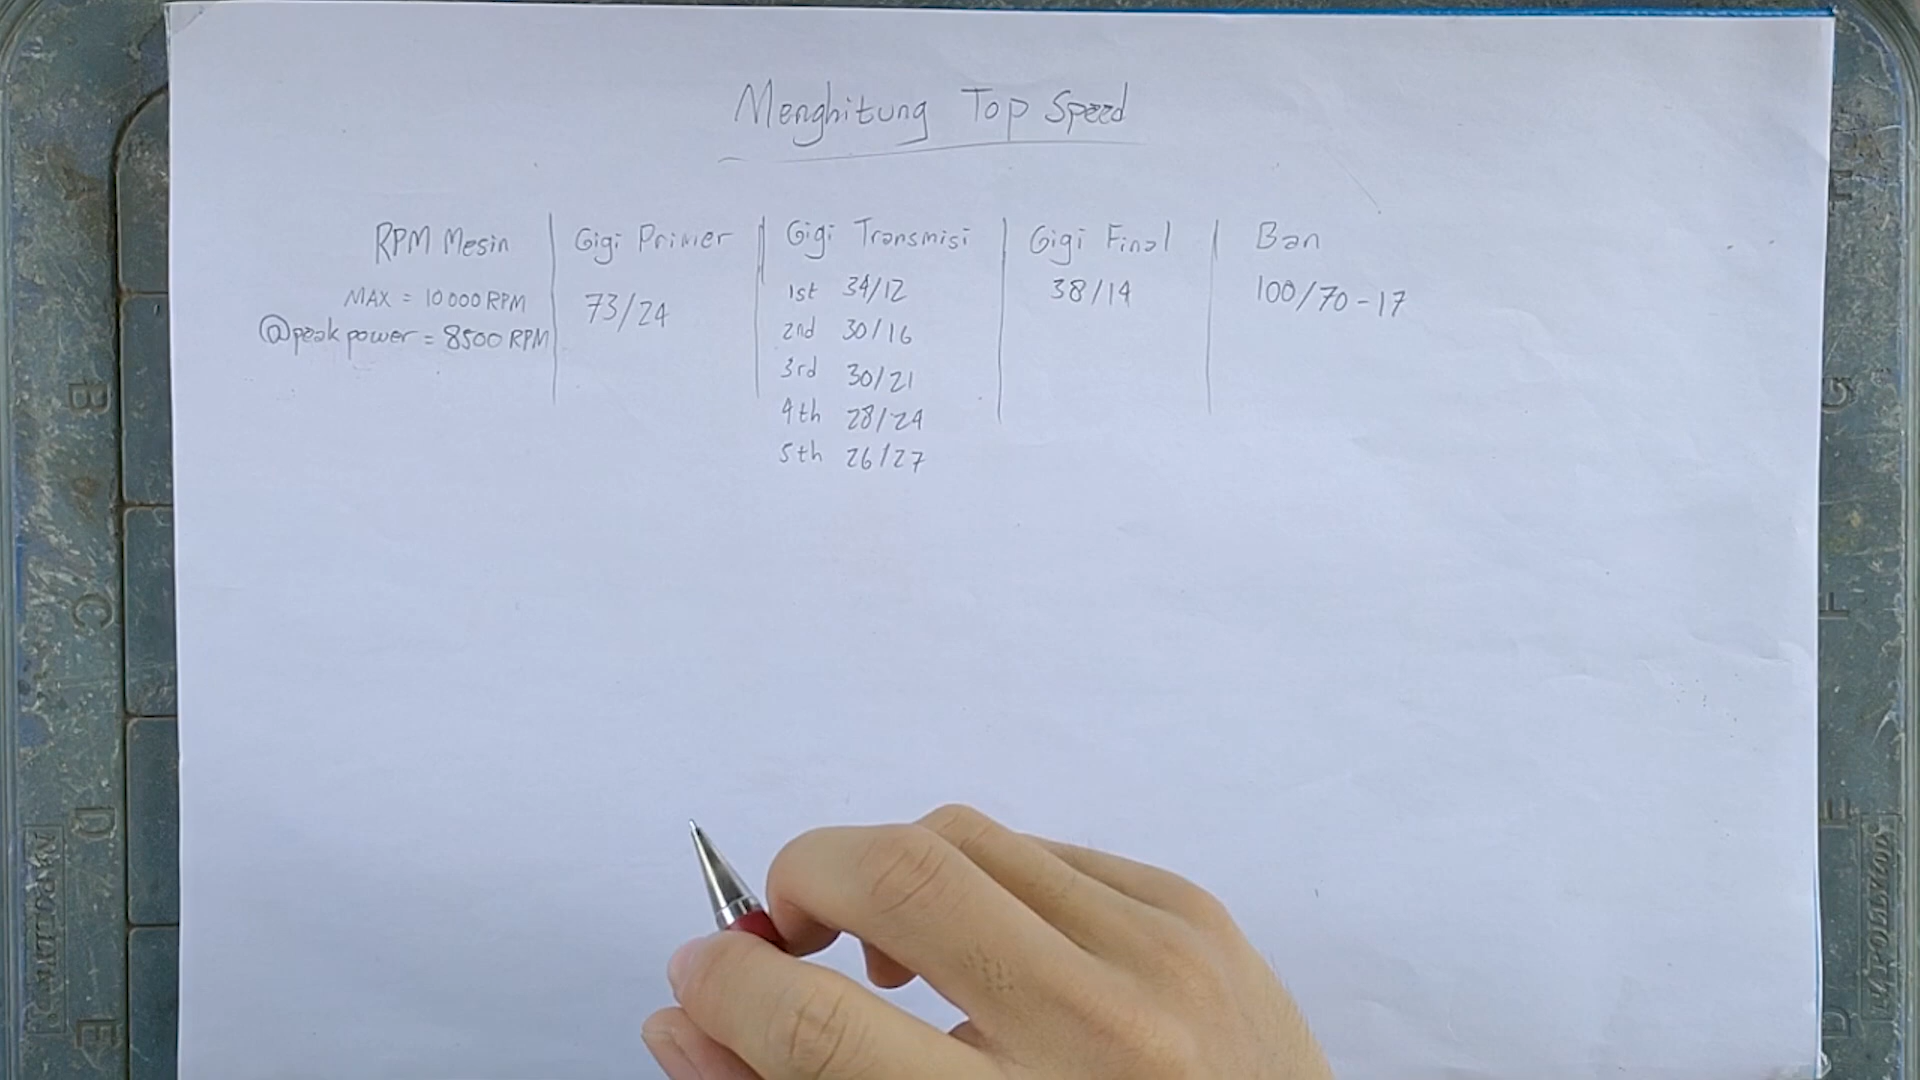 Menghitung Top Speed
RPM Mesin
MAX = 10000 RPM
@peak power = 8500 RPM
Gigi Primer
73/24
Gigi Transmisi
1st 34/12
2nd 30/16
3rd 30/21
4th 28/24
5th 26/27
Gigi Final
38/14
Ban
100/70-17
B
C
D
E